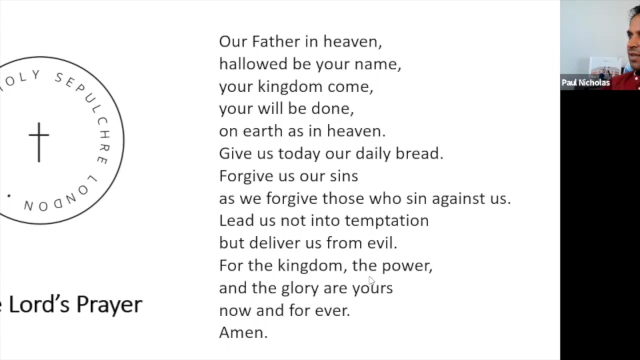 HOLY SEPULCHRE LONDON •
Lord's Prayer
Our Father in heaven,
hallowed be your name,
your kingdom come,
your will be done,
on earth as in heaven.
Give us today our daily bread.
Forgive us our sins
as we forgive those who sin against us.
Lead us not into temptation
but deliver us from evil.
For the kingdom, the power,
and the glory are yours
now and for ever.
Amen.
Paul Nicholas